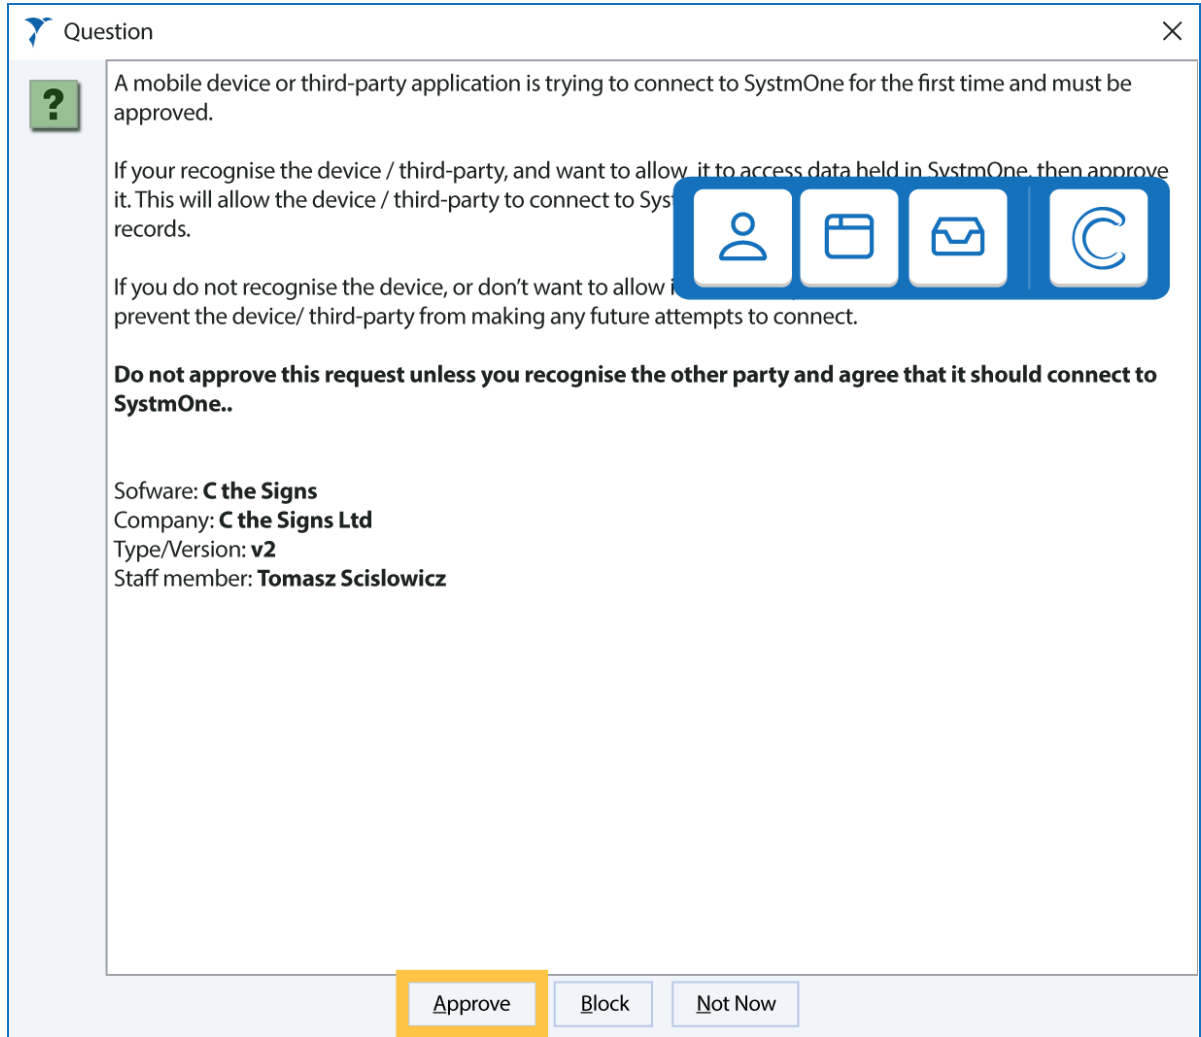 Question
?
A mobile device or third-party application is trying to connect to SystmOne for the first time and must be
approved.
If your recognise the device / third-party, and want to allow it to access data held in SystmOne, then approve
it. This will allow the device / third-party to connect to Sys
records.
If you do not recognise the device, or don't want to allow
prevent the device/ third-party from making any future attempts to connect.
Do not approve this request unless you recognise the other party and agree that it should connect to
SystmOne..
Sofware: C the Signs
Company: C the Signs Ltd
Type/Version: v2
Staff member: Tomasz Scislowicz
Approve
Block
Not Now